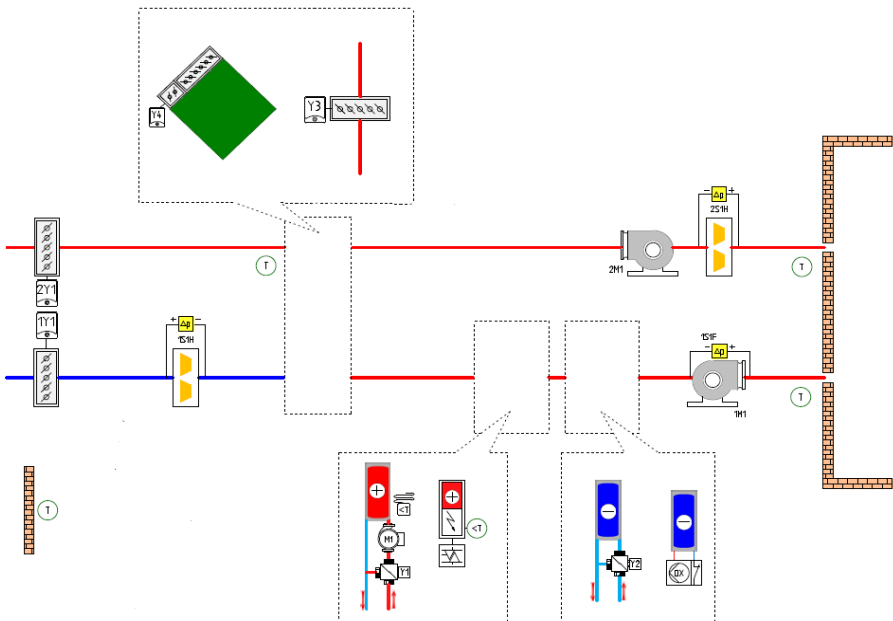 Y4
Y3
- Δp +
2S1H
T
2M1
T
2Y1
1Y1
+ Δp -
1S1H
1S1F
- Δp +
T
1M1
T
+
<T
M1
Y1
+
<T
-
Y2
-
DX